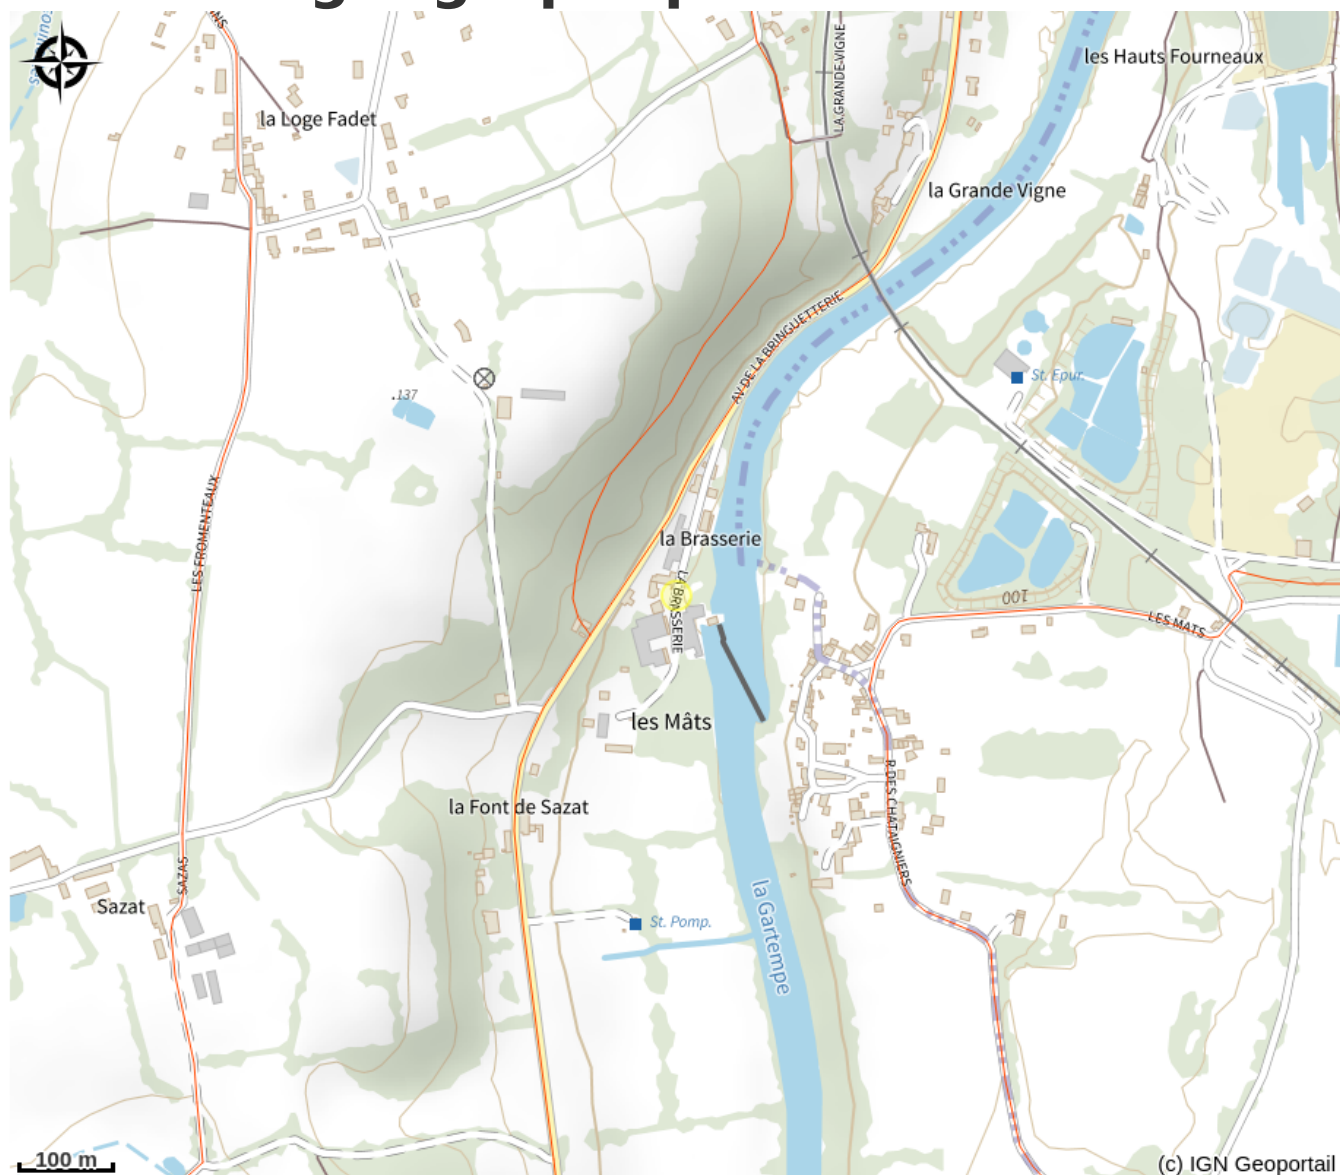 les Hauts Fourneaux
LA GRANDE-VIGNE
la Loge Fadet
la Grande Vigne
AV DE LA BRINGUETTERIE
St. Epur.
.137
LES FROMENTEAUX
la Brasserie
LA BRASSERIE
100
LES MATS
les Mâts
R DES CHATAIGNIERS
la Font de Sazat
SAZAS
Sazat
St. Pomp.
la Gartempe
100 m
(c) IGN Geoportail